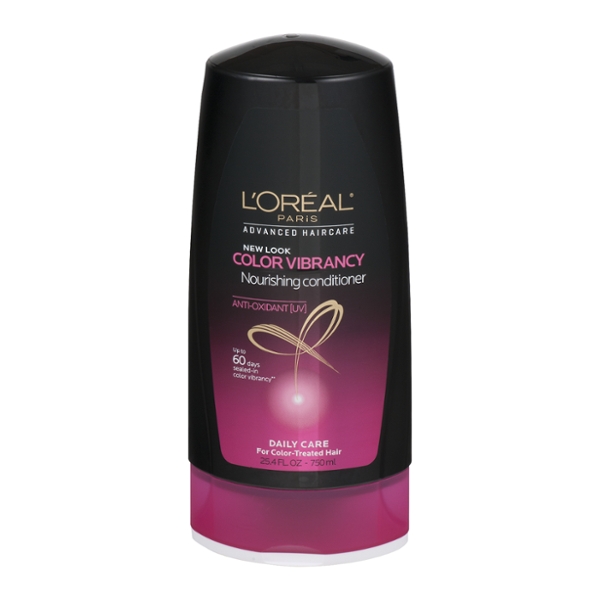 L'ORÉAL®
PARIS
ADVANCED HAIRCARE
NEW LOOK
COLOR VIBRANCY
Nourishing conditioner
ANTI-OXIDANT [UV]
Up to
60 days
sealed-in
color vibrancy**
DAILY CARE
For Color-Treated Hair
25.4 FL. OZ - 750 ml